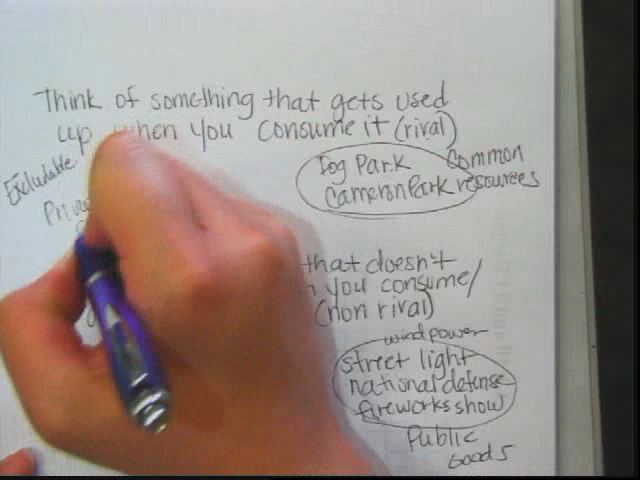 Think of something that gets used
up when you consume it (rival)
Excludable
Dog Park
Cameron Park
common
resources
that doesn't
you consume/
(non rival)
wind power
street light
national defense
fireworks show
Public
Goods